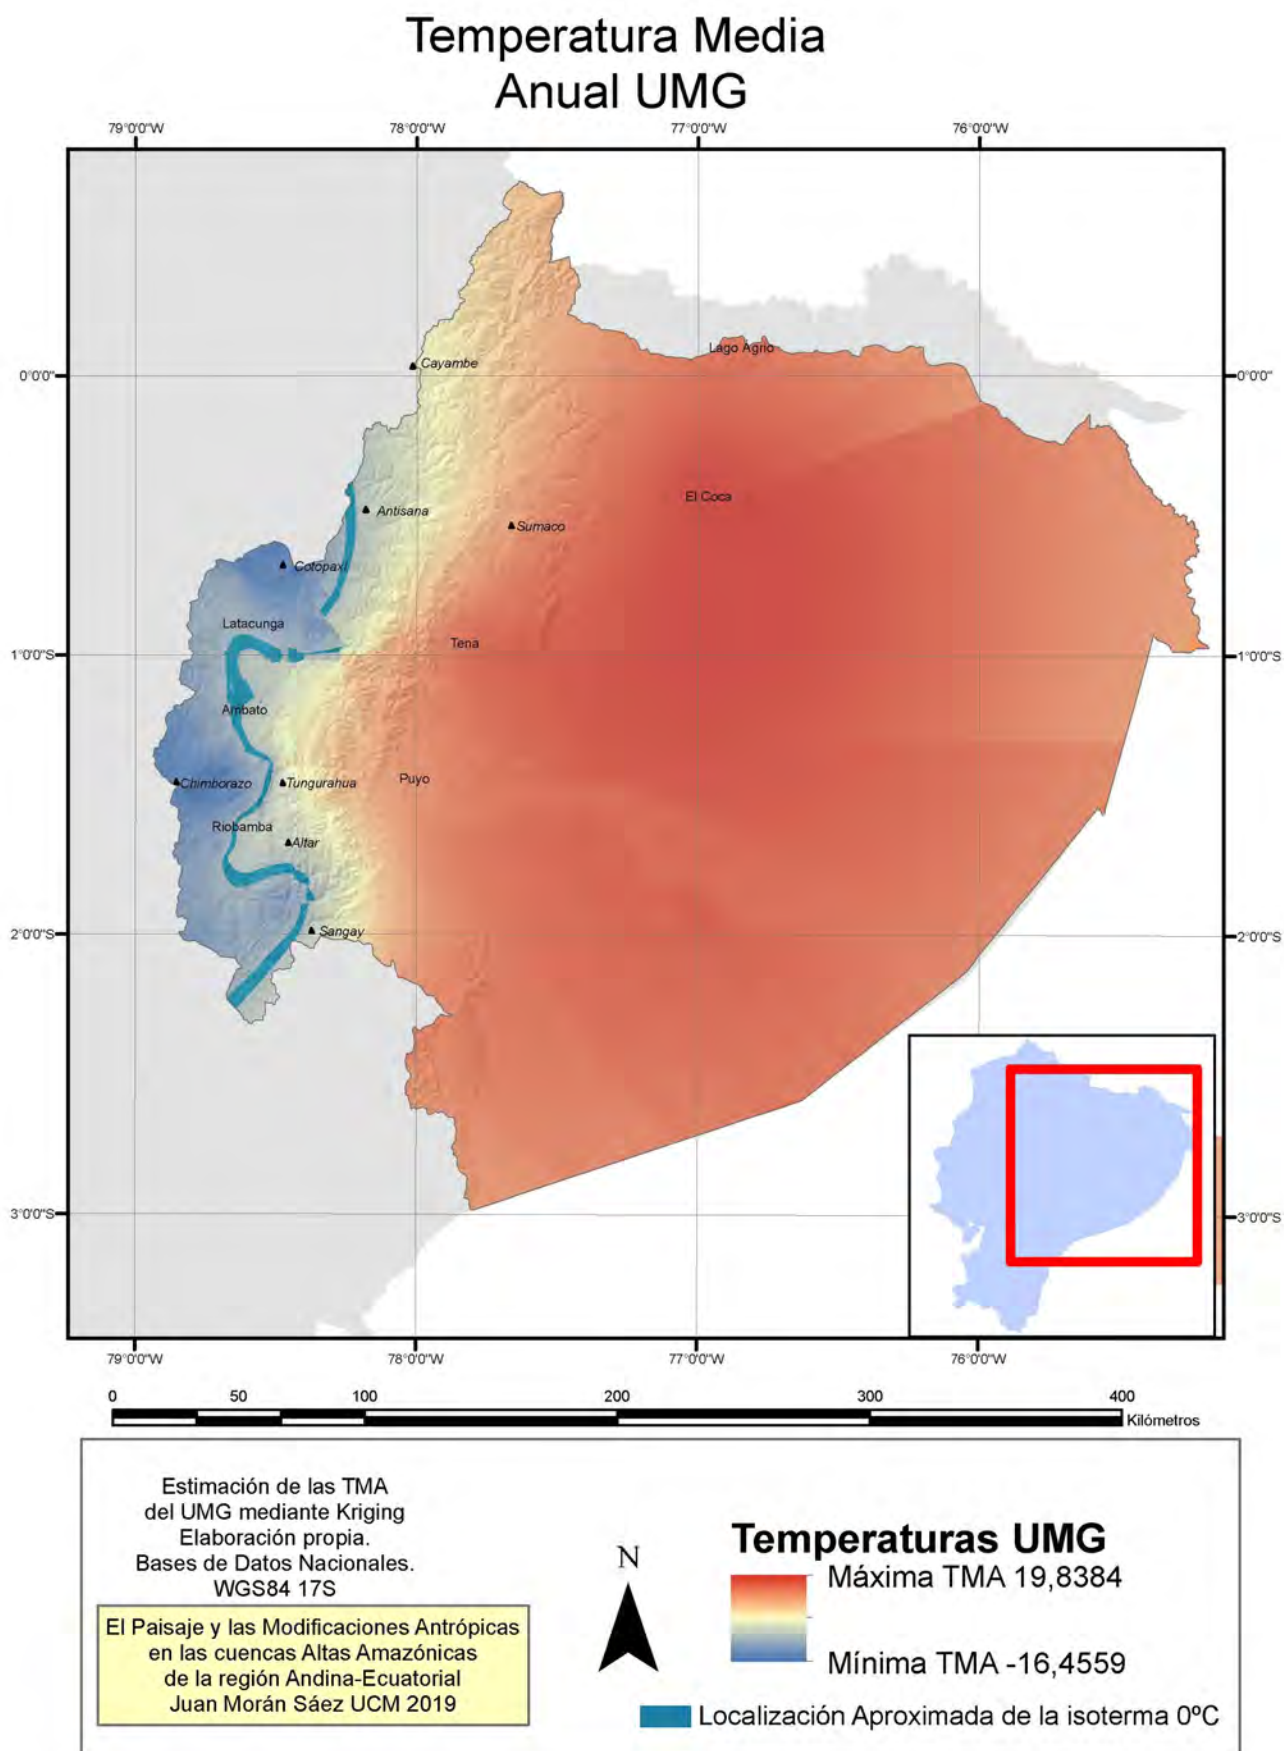 Temperatura Media
Anual UMG
79°0'0"W
78°0'0"W
77°0'0"W
76°0'0"W
Lago Agrio
Cayambe
0°0'0"
0°0'0"
El Coca
Antisana
Sumaco
Cotopaxi
Latacunga
Tena
1°0'0"S
1°0'0"S
Ambato
Puyo
Chimborazo
Tungurahua
Riobamba
Altar
Sangay
2°0'0"S
2°0'0"S
3°0'0"S
3°0'0"S
79°0'0"W
78°0'0"W
77°0'0"W
76°0'0"W
0
50
100
200
300
400
Kilómetros
Estimación de las TMA
del UMG mediante Kriging
Elaboración propia.
Bases de Datos Nacionales.
WGS84 17S
El Paisaje y las Modificaciones Antrópicas
en las cuencas Altas Amazónicas
de la región Andina-Ecuatorial
Juan Morán Sáez UCM 2019
N
Temperaturas UMG
Máxima TMA 19,8384
Mínima TMA -16,4559
Localización Aproximada de la isoterma 0ºC